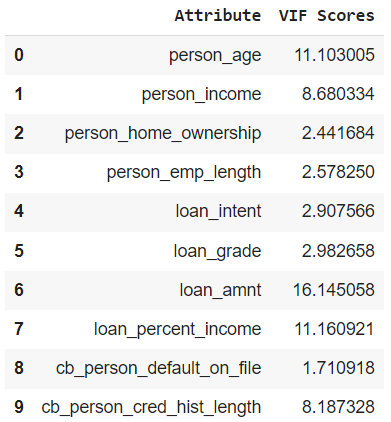 Attribute VIF Scores
0 person_age 11.103005
1 person_income 8.680334
2 person_home_ownership 2.441684
3 person_emp_length 2.578250
4 loan_intent 2.907566
5 loan_grade 2.982658
6 loan_amnt 16.145058
7 loan_percent_income 11.160921
8 cb_person_default_on_file 1.710918
9 cb_person_cred_hist_length 8.187328